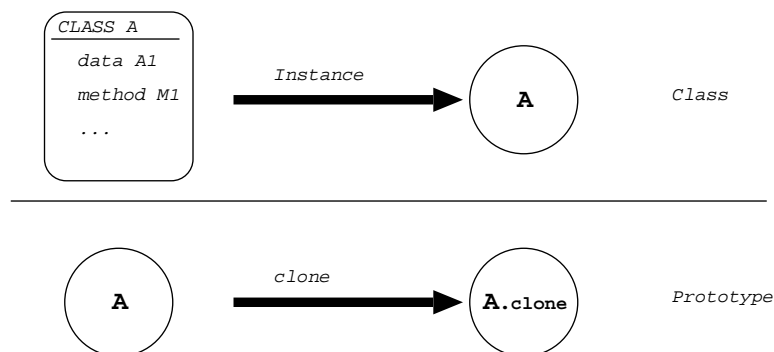 CLASS A
data A1
method M1
...
Instance
A
Class
A
clone
A.clone
Prototype